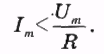 I_m < U_m / R .